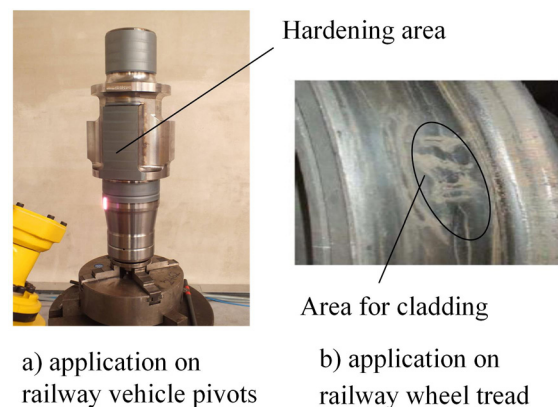 Hardening area
Area for cladding
a) application on
railway vehicle pivots
b) application on
railway wheel tread